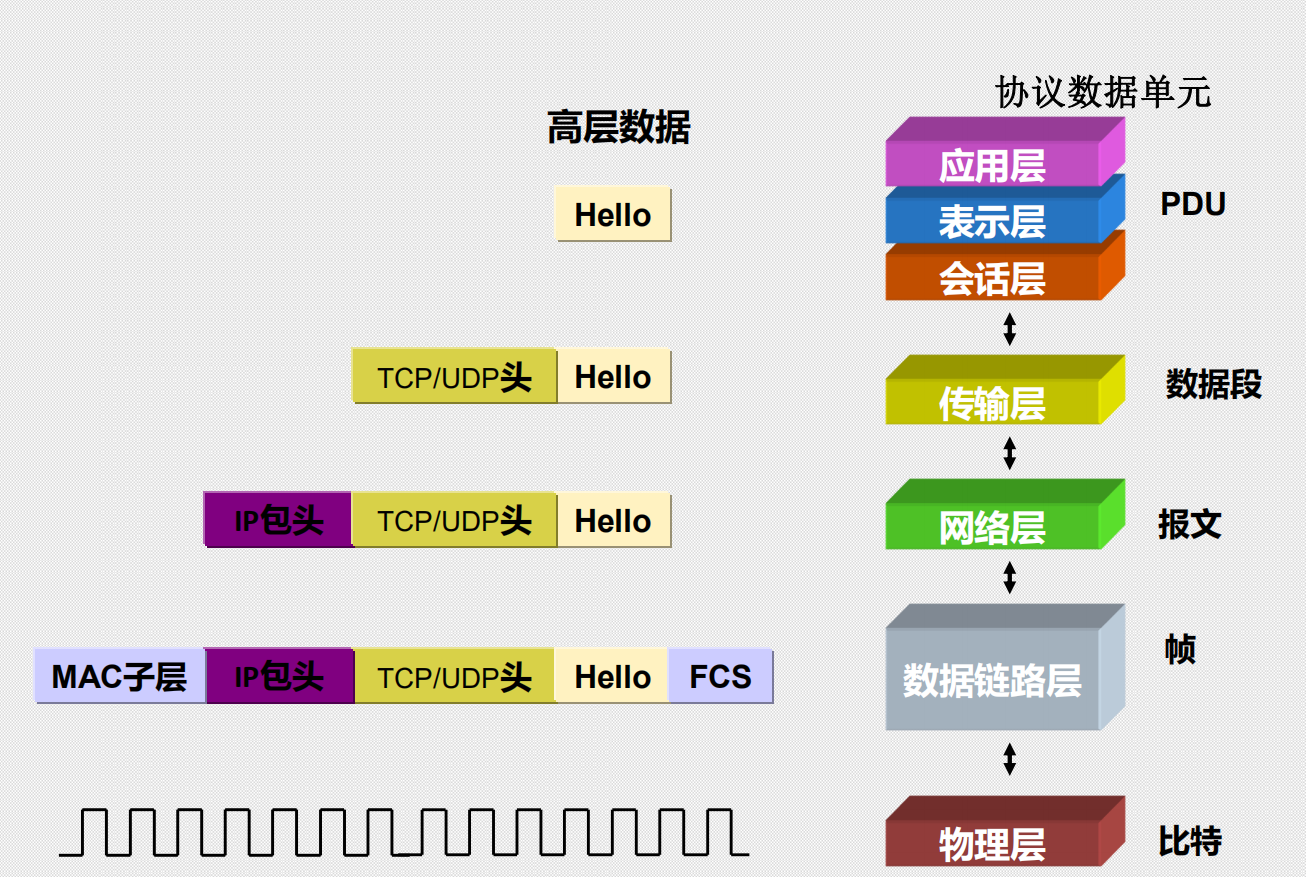 协议数据单元
高层数据
应用层
Hello
表示层
PDU
会话层
TCP/UDP头 Hello
传输层
数据段
IP包头 TCP/UDP头 Hello
网络层
报文
MAC子层 IP包头 TCP/UDP头 Hello FCS
数据链路层
帧
物理层
比特